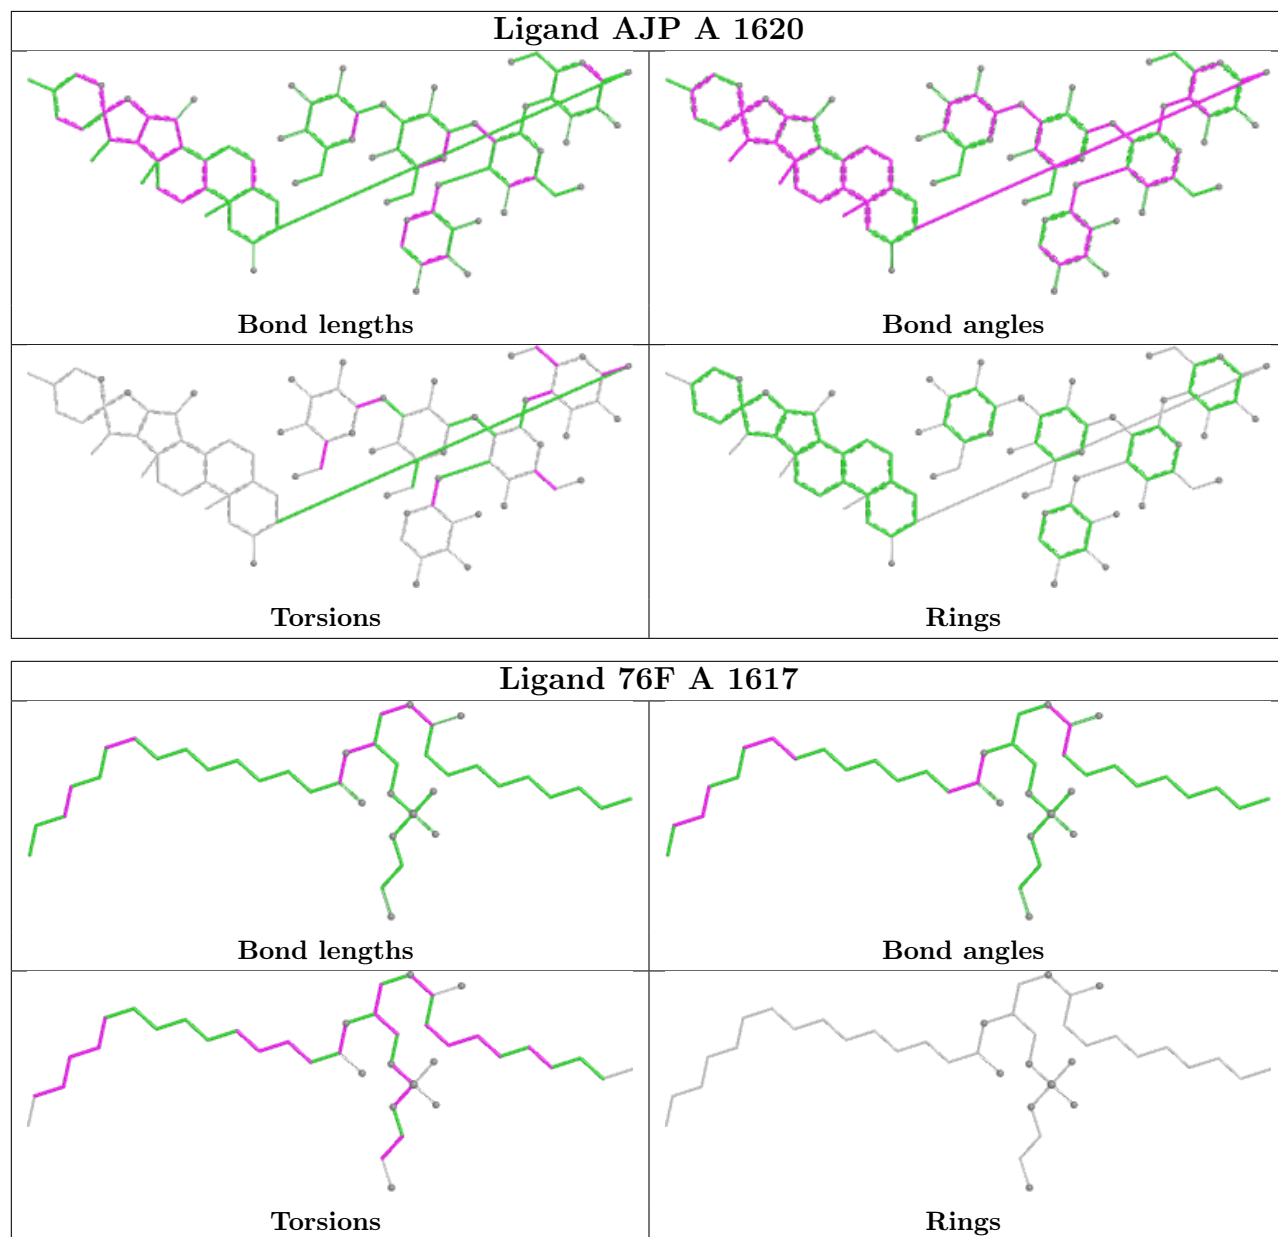 Ligand AJP A 1620
Bond lengths
Bond angles
Torsions
Rings
Ligand 76F A 1617
Bond lengths
Bond angles
Torsions
Rings